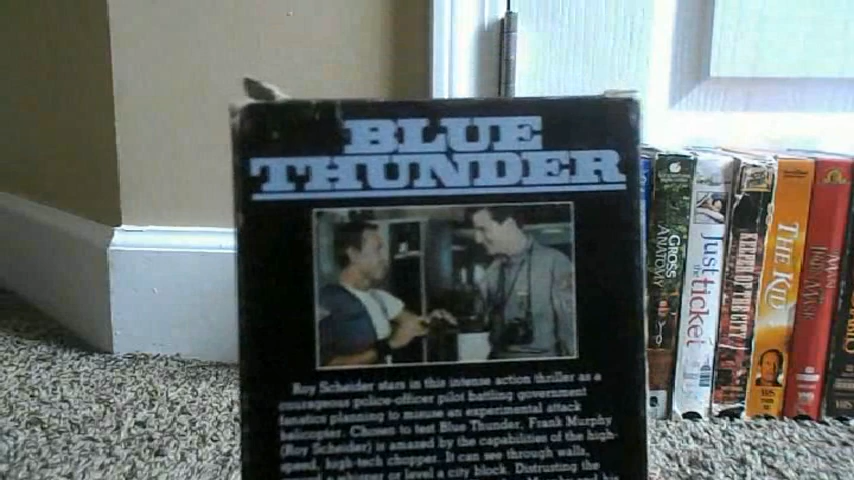 BLUE
THUNDER
Roy Scheider stars in this intense action thriller as a
courageous police-officer pilot battling government
fanatics planning to misuse an experimental attack
helicopter. Chosen to test Blue Thunder, Frank Murphy
(Roy Scheider) is amazed by the capabilities of the high-
speed, high-tech chopper. It can see through walls,
a whisper or level a city block. Distrusting the
GROSS
ANATOMY
Just
the
ticket
KEEPER OF THE CITY
THE KID
VHS
IRON MASK